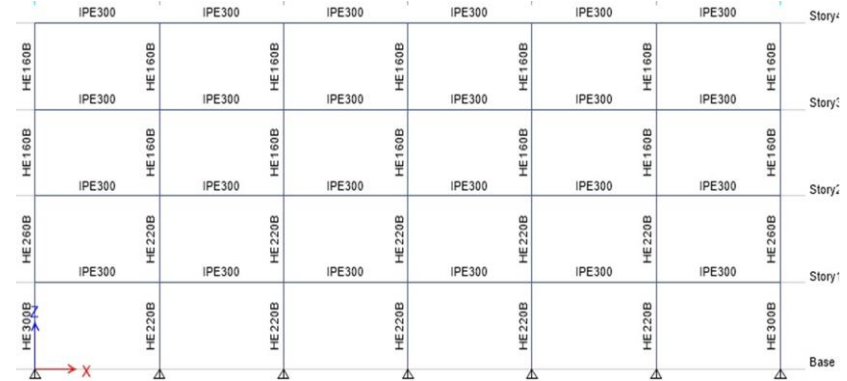 IPE300 IPE300 IPE300 IPE300 IPE300 IPE300 Story4
HE160B HE160B HE160B HE160B HE160B HE160B HE160B
IPE300 IPE300 IPE300 IPE300 IPE300 IPE300 Story3
HE160B HE160B HE160B HE160B HE160B HE160B HE160B
IPE300 IPE300 IPE300 IPE300 IPE300 IPE300 Story2
HE260B HE220B HE220B HE220B HE220B HE220B HE260B
IPE300 IPE300 IPE300 IPE300 IPE300 IPE300 Story1
HE300B HE220B HE220B HE220B HE220B HE220B HE300B
Z
Base
X